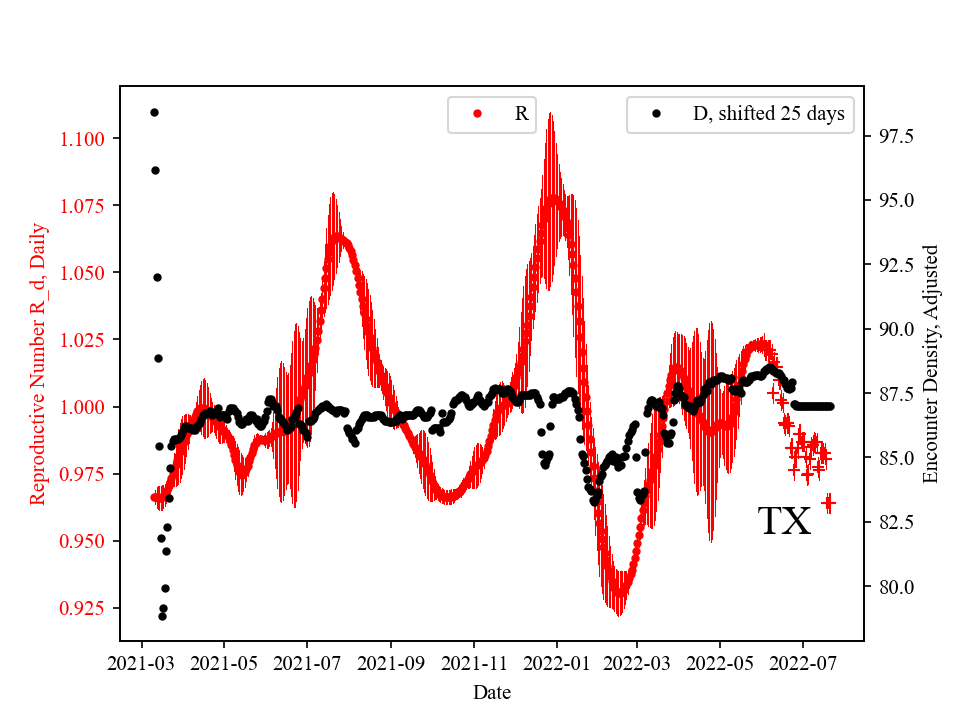 R
D, shifted 25 days
Reproductive Number R_d, Daily
1.100
1.075
1.050
1.025
1.000
0.975
0.950
0.925
97.5
95.0
92.5
90.0
87.5
85.0
82.5
80.0
Encounter Density, Adjusted
TX
2021-03 2021-05 2021-07 2021-09 2021-11 2022-01 2022-03 2022-05 2022-07
Date